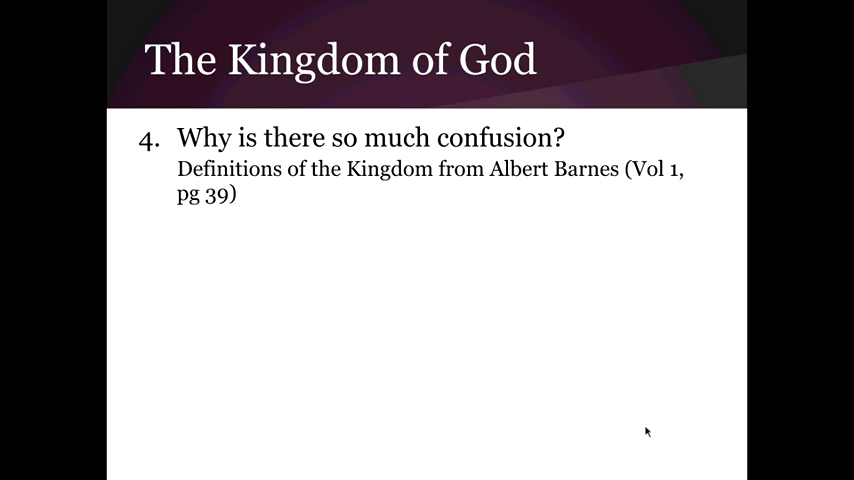 The Kingdom of God
4. Why is there so much confusion?
Definitions of the Kingdom from Albert Barnes (Vol 1,
pg 39)